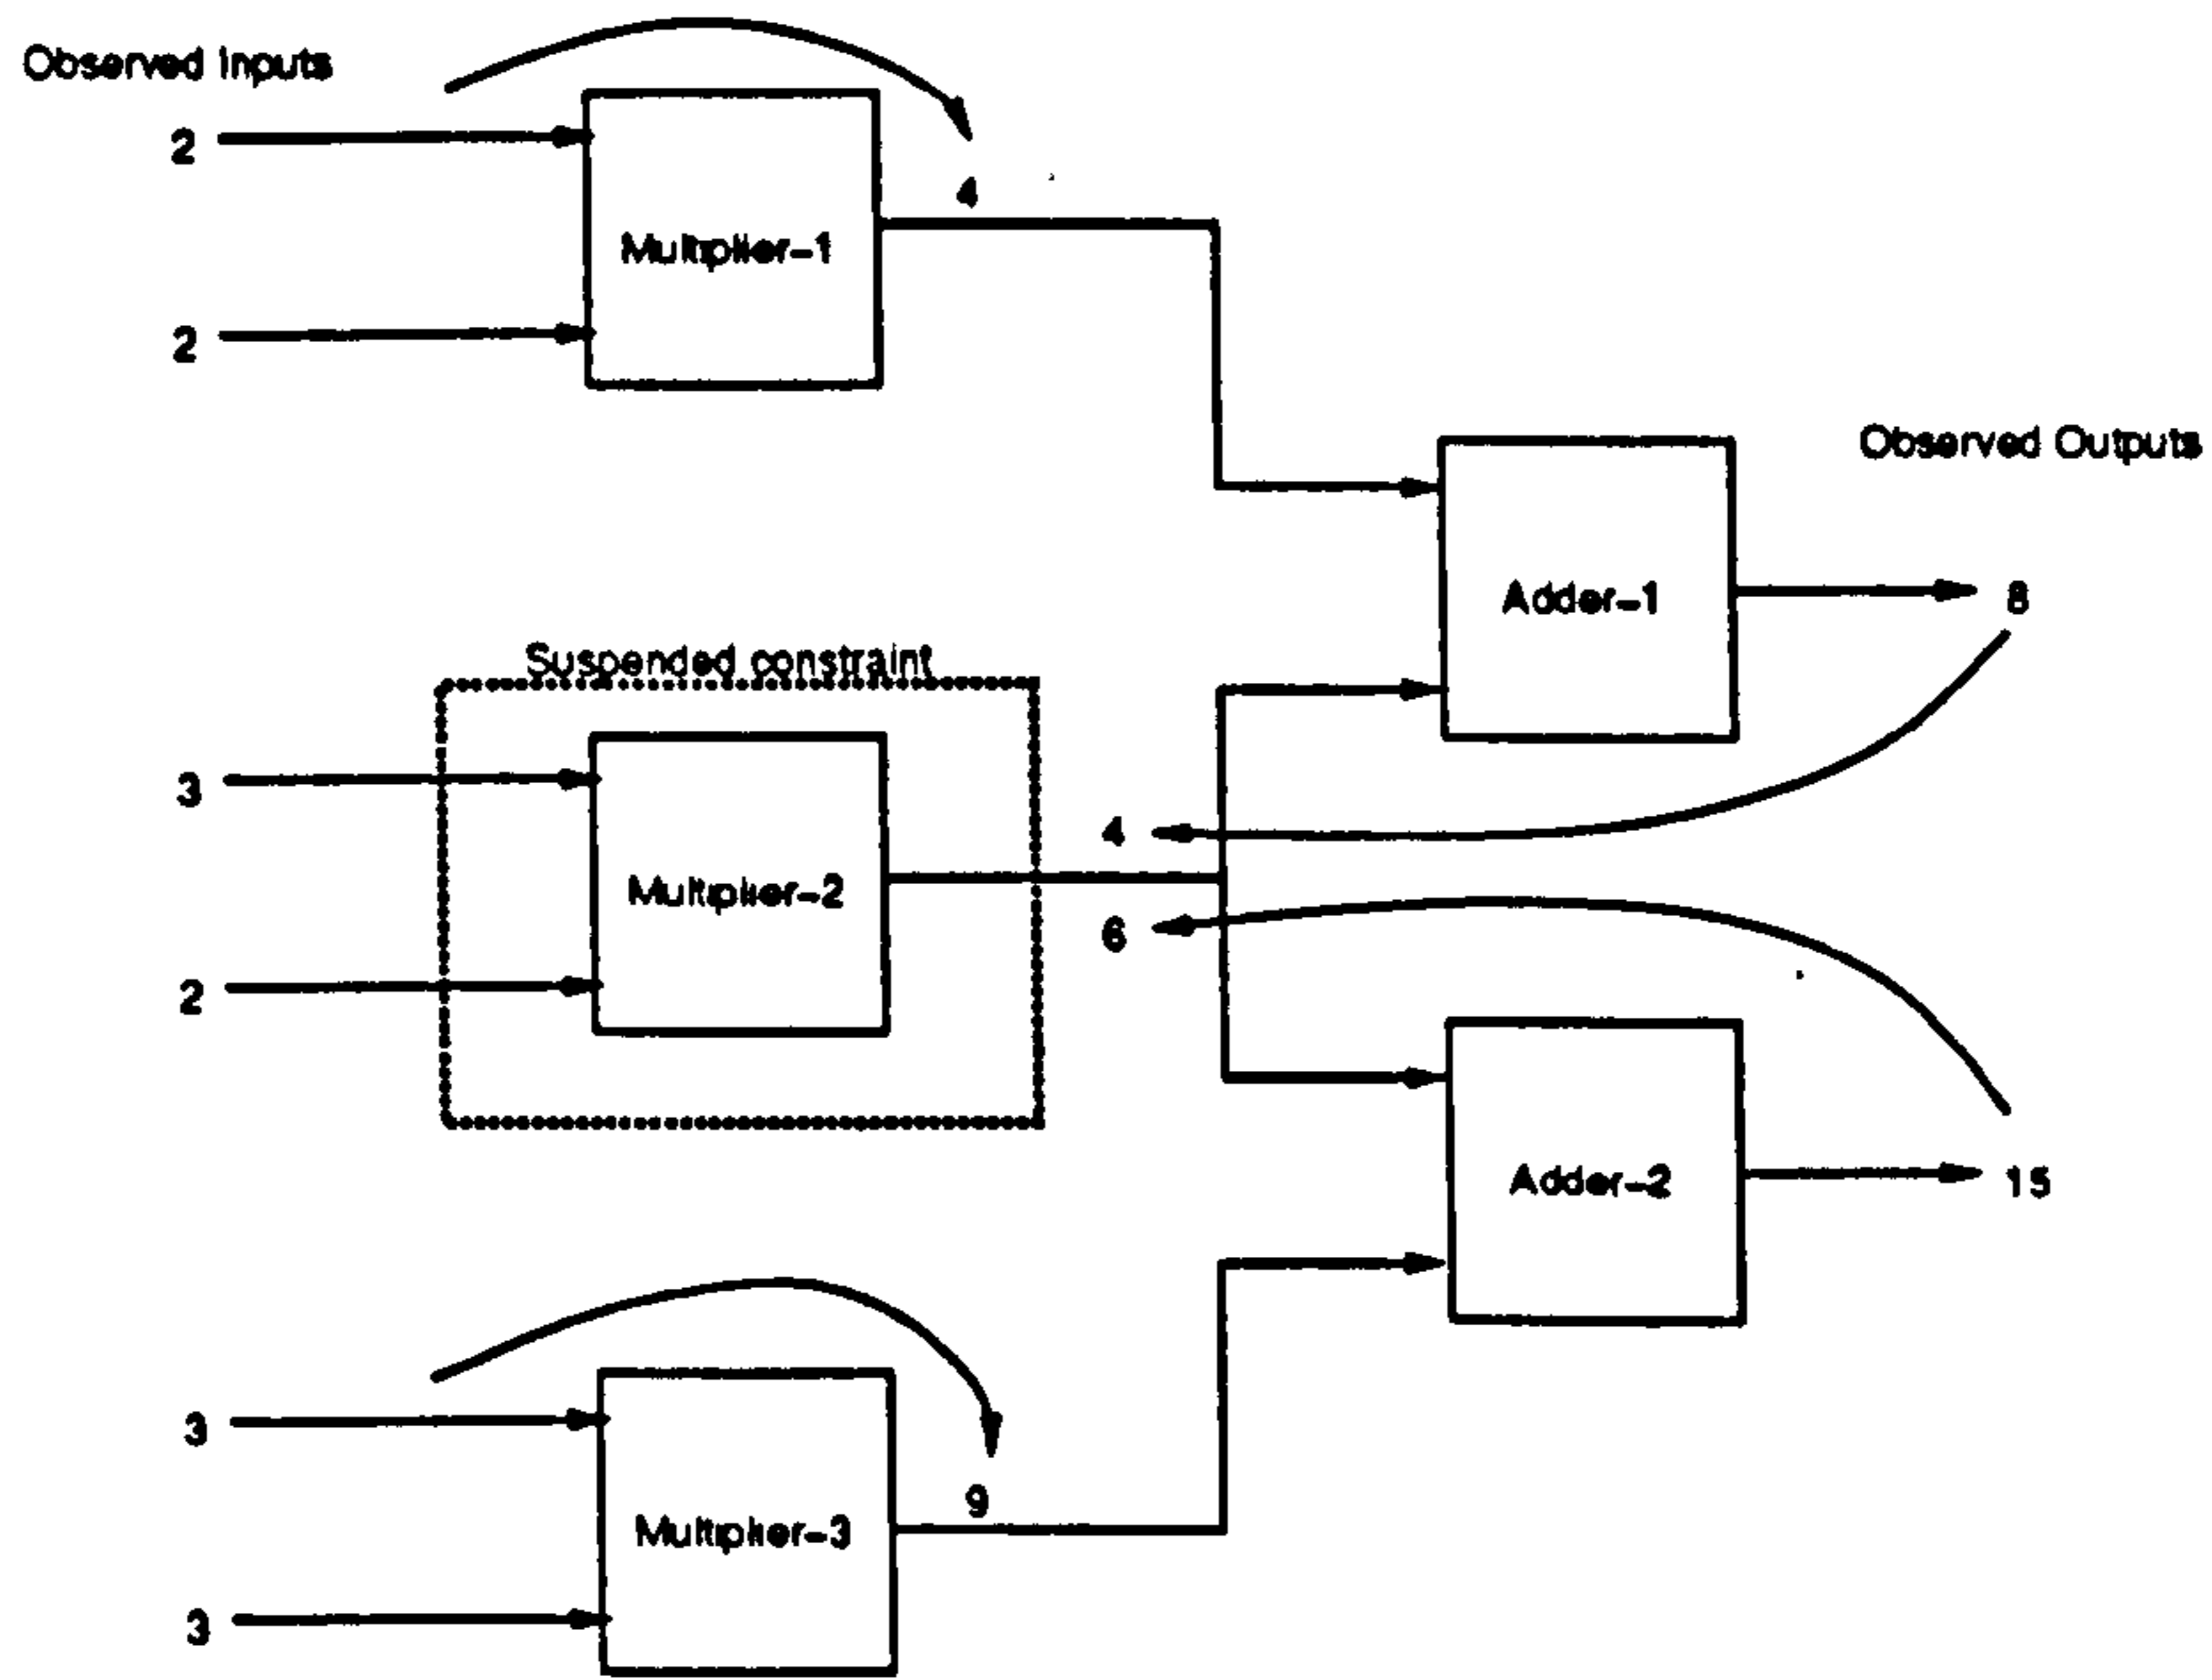 Observed Inputs
2
4
Multiplier-1
2
Observed Outputs
Adder-1
8
Suspended constraint
3
4
Multiplier-2
6
2
Adder-2
15
3
9
Multiplier-3
3